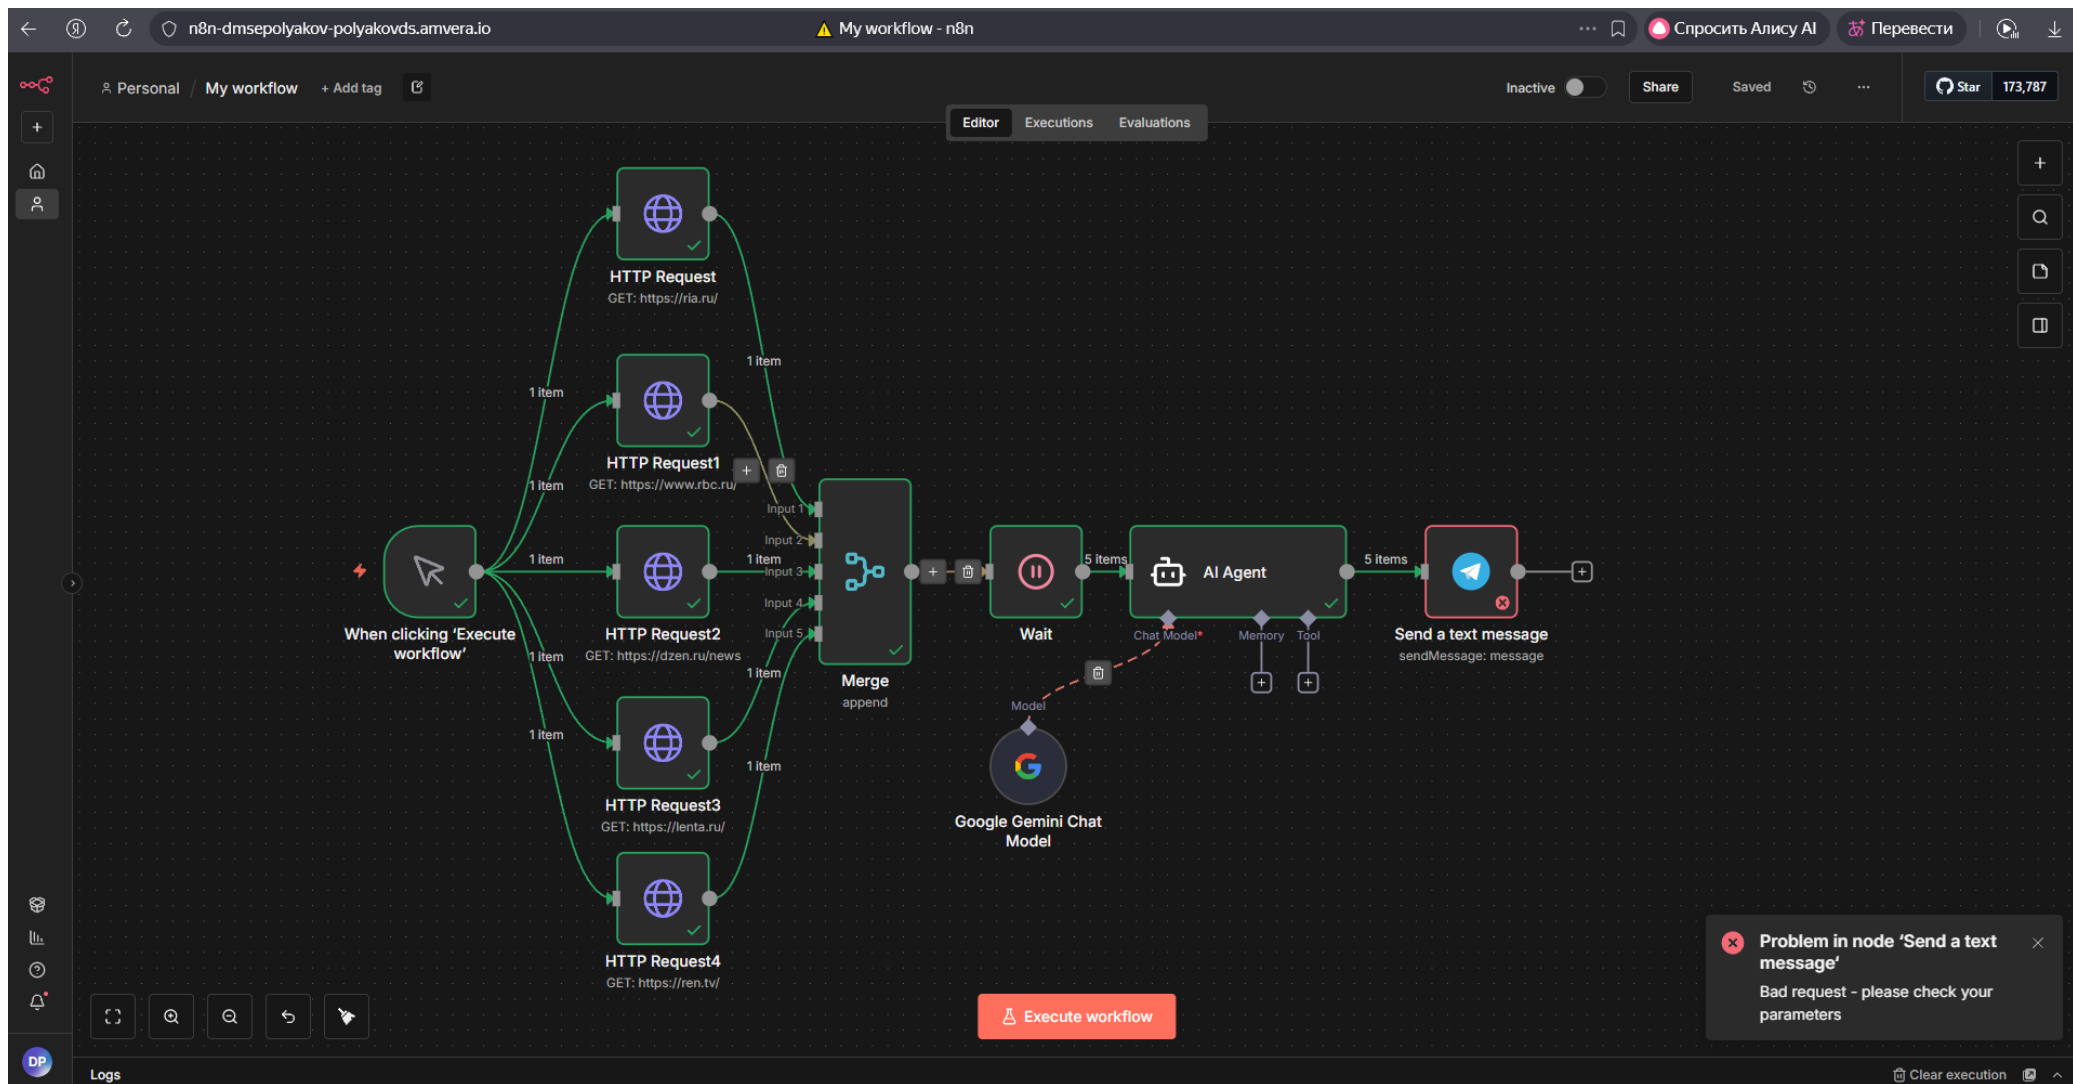 n8n-dmsepolyakov-polyakovds.amvera.io
My workflow - n8n
Спросить Алису AI
Перевести
Personal / My workflow
+ Add tag
Inactive
Share
Saved
Star
173,787
Editor
Executions
Evaluations
HTTP Request
GET: https://ria.ru/
1 item
1 item
HTTP Request1
GET: https://www.rbc.ru/
1 item
Input 1
Input 2
1 item
1 item
Input 3
5 items
AI Agent
5 items
Input 4
Input 5
When clicking ‘Execute
workflow’
HTTP Request2
GET: https://dzen.ru/news
1 item
1 item
Merge
append
Wait
Chat Model*
Memory
Tool
Send a text message
sendMessage: message
Model
1 item
1 item
HTTP Request3
GET: https://lenta.ru/
Google Gemini Chat
Model
HTTP Request4
GET: https://ren.tv/
Execute workflow
Problem in node ‘Send a text
message‘
Bad request - please check your
parameters
DP
Logs
Clear execution